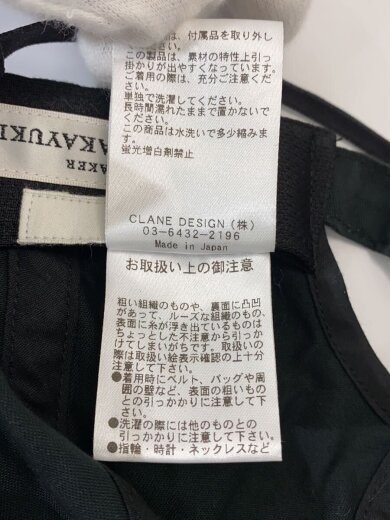 は、付属品を取り外し
この製品は、素材の特性上引っ
掛かりが出やすくなっています。
ご着用の際は、充分ご注意くだ
さい。
単独で洗濯してください。
長時間濡れたままで置かないで
ください。
この商品は水洗いで多少縮みま
す。
蛍光増白剤禁止
CLANE DESIGN (株)
03-6432-2196
Made in Japan
お取扱い上の御注意
粗い組織のものや、裏面に凸凹
があって、ルーズな組織のもの、
表面に糸が浮き出ているものは
ちょっとした不注意から引っか
けてしまいがちです。お取扱いの
際は取扱い絵表示確認の上十分
注意して下さい。
●着用時にベルト、バッグや周
囲の壁など、表面の粗いもの
との引っかかりに注意して下
さい。
●洗濯の際には他のものとの
引っかかりに注意して下さい。
●指輪・時計・ネックレスなど
AKAYUKI
MAKER